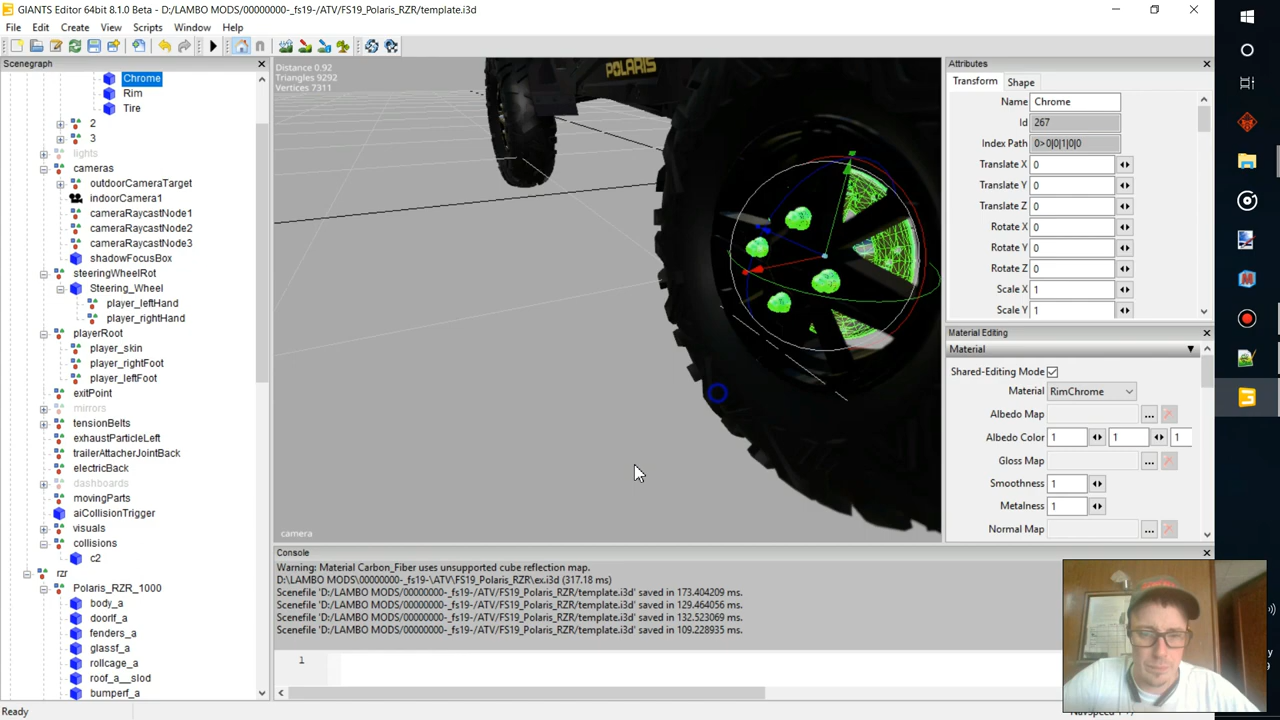 GIANTS Editor 64bit 8.1.0 Beta - D:/LAMBO MODS/00000000-_fs19-/ATV/FS19_Polaris_RZR/template.i3d
File Edit Create View Scripts Window Help
Scenegraph
Chrome
Rim
Tire
2
3
lights
cameras
outdoorCameraTarget
indoorCamera1
cameraRaycastNode1
cameraRaycastNode2
cameraRaycastNode3
shadowFocusBox
steeringWheelRot
Steering_Wheel
player_leftHand
player_rightHand
playerRoot
player_skin
player_rightFoot
player_leftFoot
exitPoint
mirrors
tensionBelts
exhaustParticleLeft
trailerAttacherJointBack
electricBack
dashboards
movingParts
aiCollisionTrigger
visuals
collisions
c2
rzr
Polaris_RZR_1000
body_a
doorlf_a
fenders_a
glassf_a
rollcage_a
roof_a__slod
bumperf_a
Ready
Distance 0.92
Triangles 9292
Vertices 7311
POLARIS
camera
Console
Warning: Material Carbon_Fiber uses unsupported cube reflection map.
D:\LAMBO MODS\00000000-_fs19-/ATV\FS19_Polaris_RZR\ex.i3d (317.18 ms)
Scenefile 'D:/LAMBO MODS/00000000-_fs19-/ATV/FS19_Polaris_RZR/template.i3d' saved in 173.404209 ms.
Scenefile 'D:/LAMBO MODS/00000000-_fs19-/ATV/FS19_Polaris_RZR/template.i3d' saved in 129.464056 ms.
Scenefile 'D:/LAMBO MODS/00000000-_fs19-/ATV/FS19_Polaris_RZR/template.i3d' saved in 132.523069 ms.
Scenefile 'D:/LAMBO MODS/00000000-_fs19-/ATV/FS19_Polaris_RZR/template.i3d' saved in 109.228935 ms.
1
Attributes
Transform Shape
Name Chrome
Id 267
Index Path 0>0|0|1|0|0
Translate X 0
Translate Y 0
Translate Z 0
Rotate X 0
Rotate Y 0
Rotate Z 0
Scale X 1
Scale Y 1
Material Editing
Material
Shared-Editing Mode
Material RimChrome
Albedo Map ...
Albedo Color 1 1 1
Gloss Map ...
Smoothness 1
Metalness 1
Normal Map ...